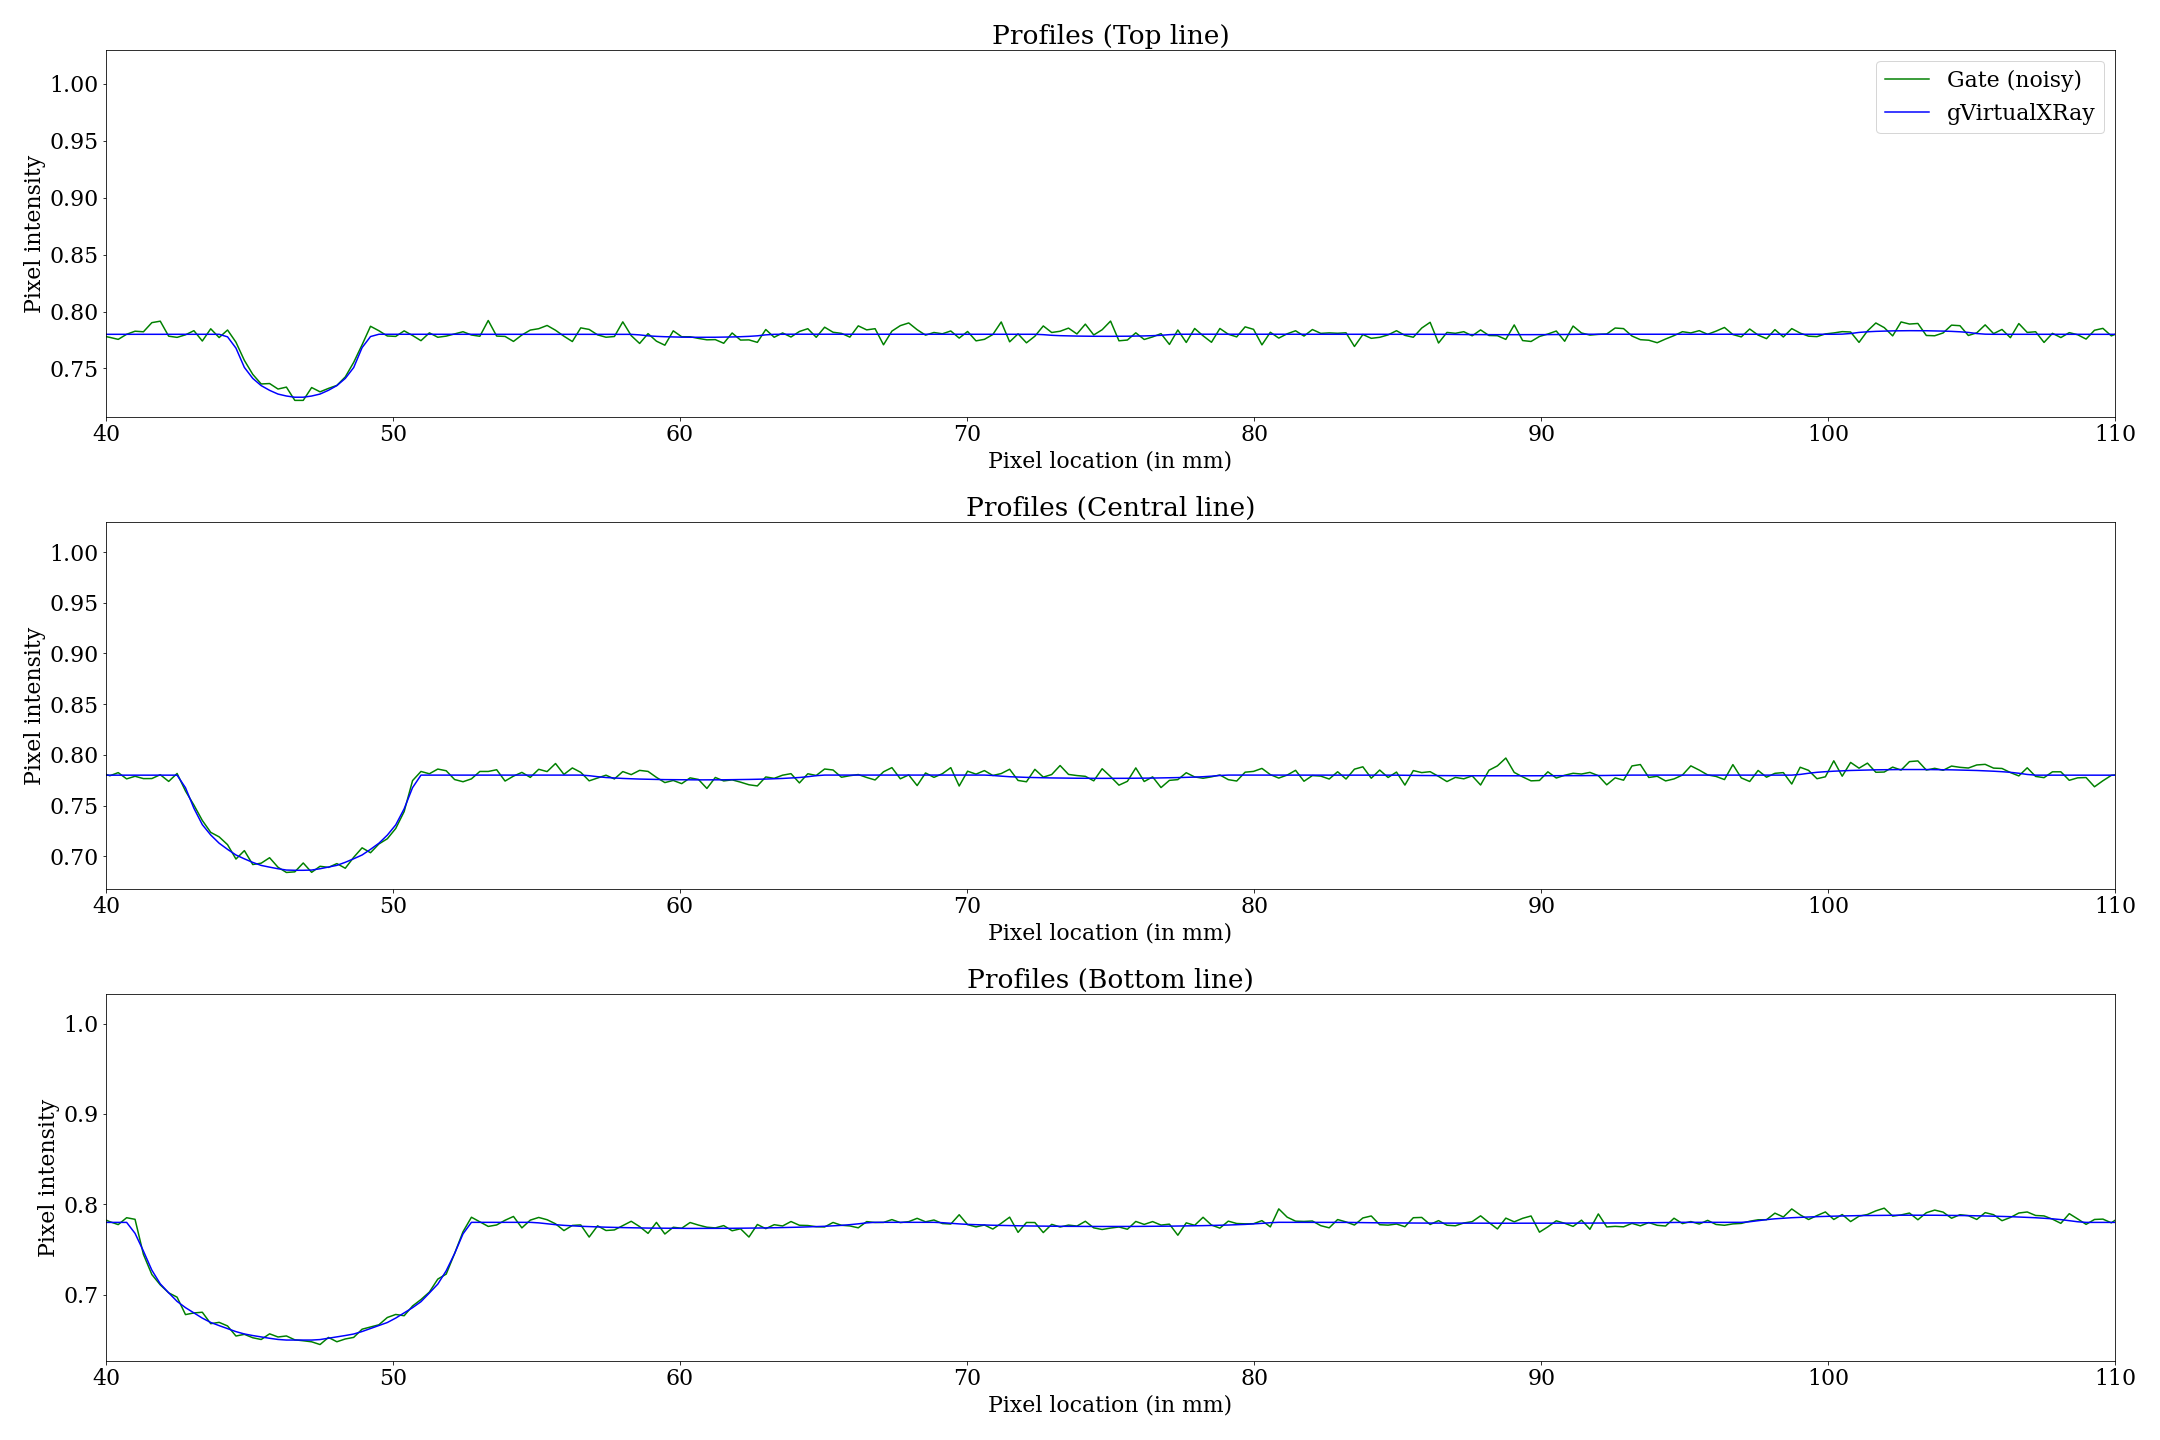 Profiles (Top line)
Pixel intensity
1.00
0.95
0.90
0.85
0.80
0.75
Gate (noisy)
gVirtualXRay
40 50 60 70 80 90 100 110
Pixel location (in mm)
Profiles (Central line)
Pixel intensity
1.00
0.95
0.90
0.85
0.80
0.75
0.70
40 50 60 70 80 90 100 110
Pixel location (in mm)
Profiles (Bottom line)
Pixel intensity
1.0
0.9
0.8
0.7
40 50 60 70 80 90 100 110
Pixel location (in mm)